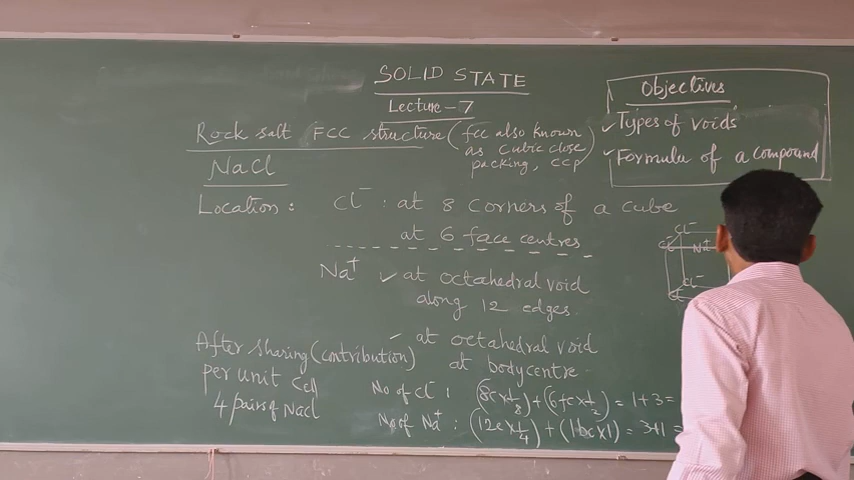 SOLID STATE
Lecture-7
Objectives
✓Types of voids
✓Formula of a compound
Rock salt FCC structure (fcc also known
as cubic close
packing, ccp)
NaCl
Location: Cl⁻ : at 8 corners of a cube
at 6 face centres
Na⁺ ✓ at octahedral void
along 12 edges.
- at octahedral void
at bodycentre.
After sharing (contribution)
per unit Cell
4 pairs of NaCl
No of Cl⁻ : (8c×1/8)+(6fc×1/2) = 1+3 =
No of Na⁺ : (12e×1/4) + (1bc×1) = 3+1 =
Cl⁻
Cl⁻ Na⁺
Cl⁻
Cl⁻